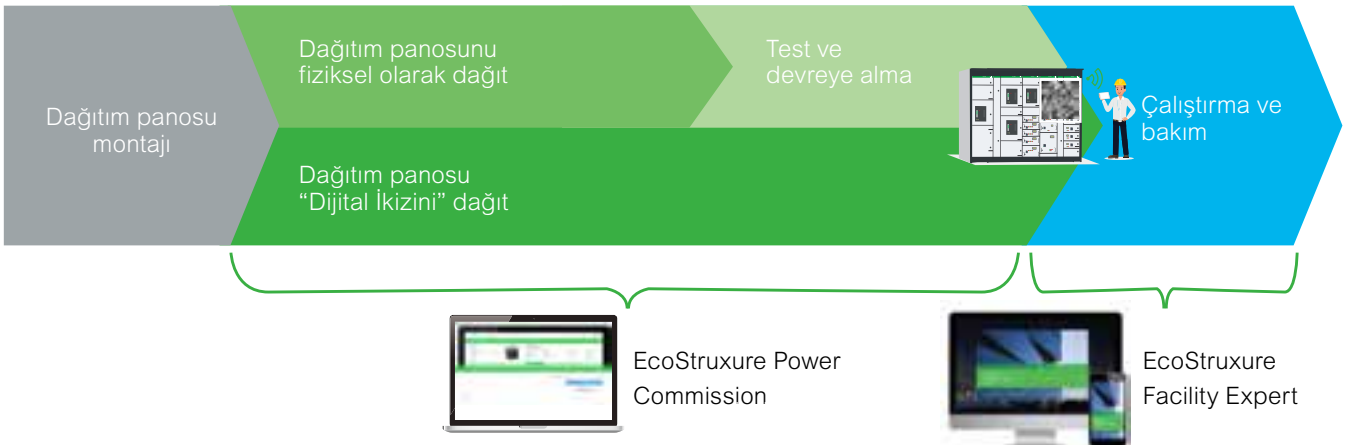 Dağıtım panosu
montajı
Dağıtım panosunu
fiziksel olarak dağıt
Test ve
devreye alma
Dağıtım panosu
“Dijital İkizini” dağıt
Çalıştırma ve
bakım
EcoStruxure Power
Commission
EcoStruxure
Facility Expert